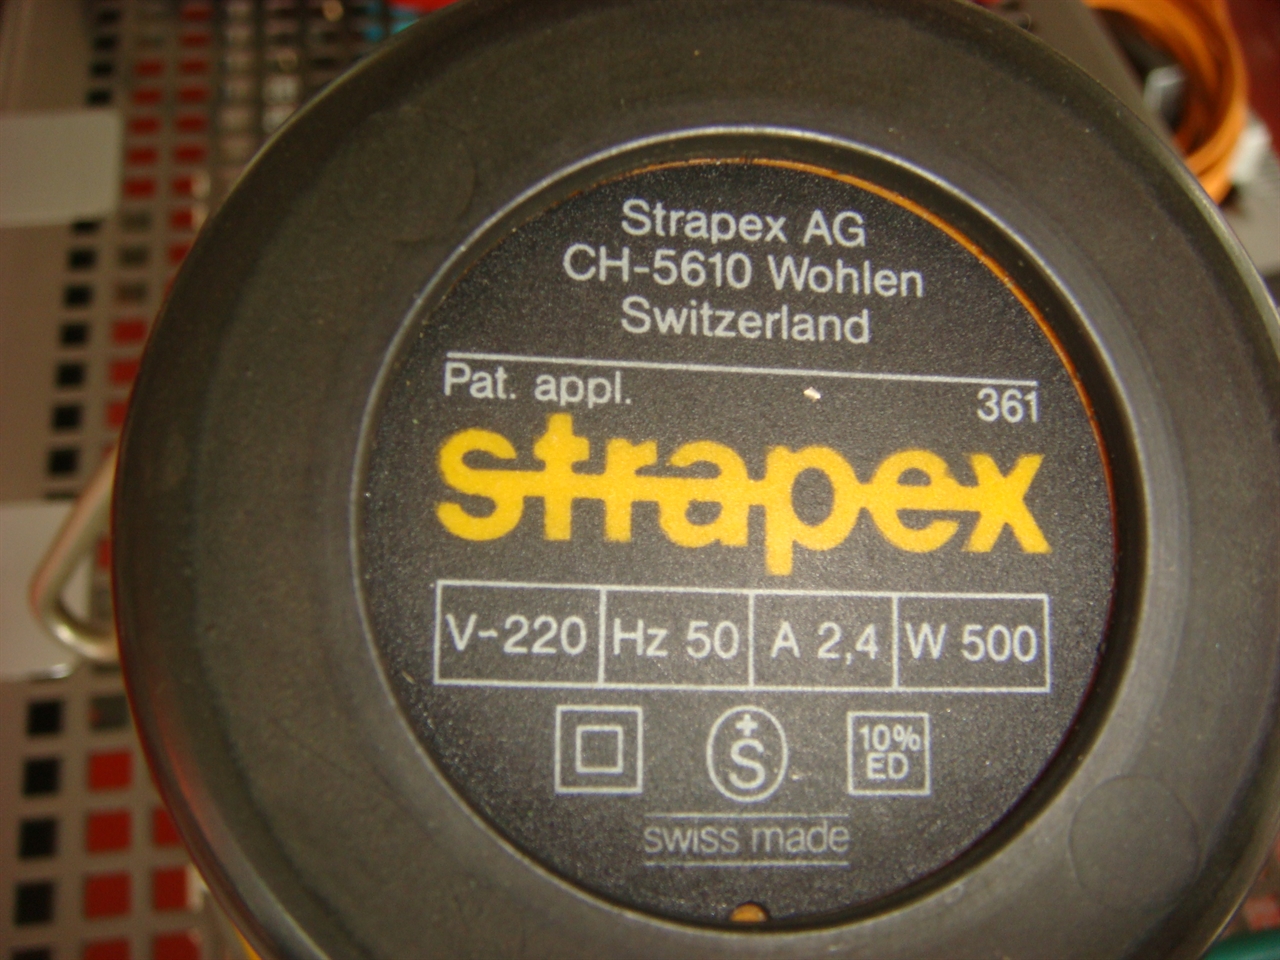 Strapex AG
CH-5610 Wohlen
Switzerland
Pat. appl. 361
strapex
V~220 Hz 50 A 2,4 W 500
+S 10% ED
swiss made